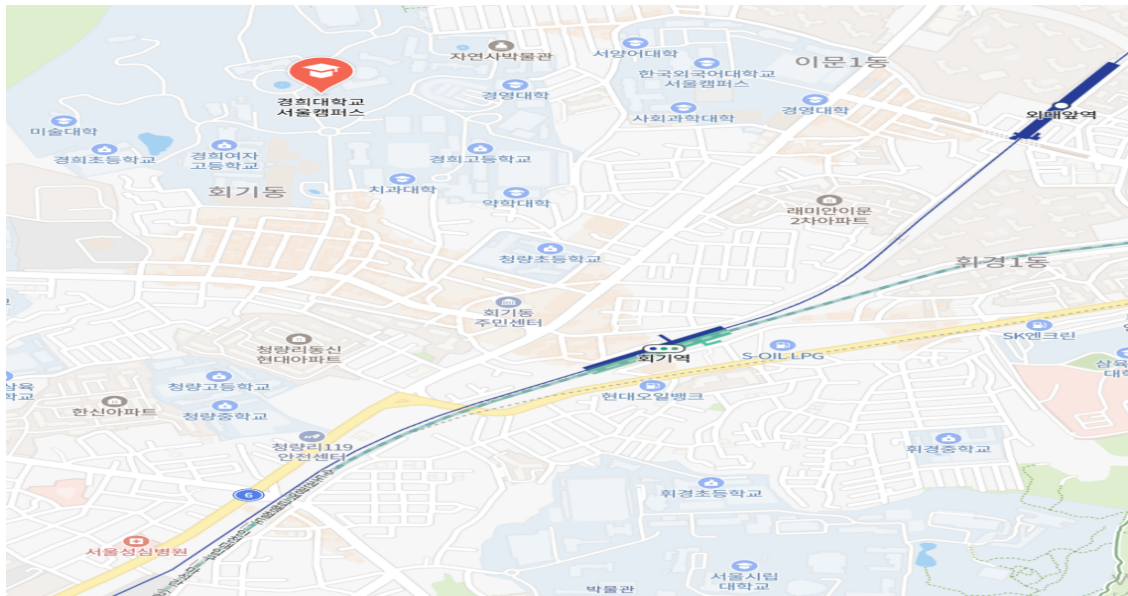 자연사박물관
서양어대학
이문1동
한국외국어대학교
서울캠퍼스
경희대학교
서울캠퍼스
경영대학
경영대학
외대앞역
사회과학대학
미술대학
경희초등학교
경희여자
고등학교
경희고등학교
회기동
치과대학
약학대학
래미안이문
2차아파트
청량초등학교
휘경1동
회기동
주민센터
SK엔크린
청량리동신
현대아파트
회기역
S-OIL LPG
삼육
학교
청량고등학교
현대오일뱅크
삼육
대학
한신아파트
청량중학교
청량리119
안전센터
휘경중학교
6
휘경초등학교
서울성심병원
서울시립
대학교
박물관